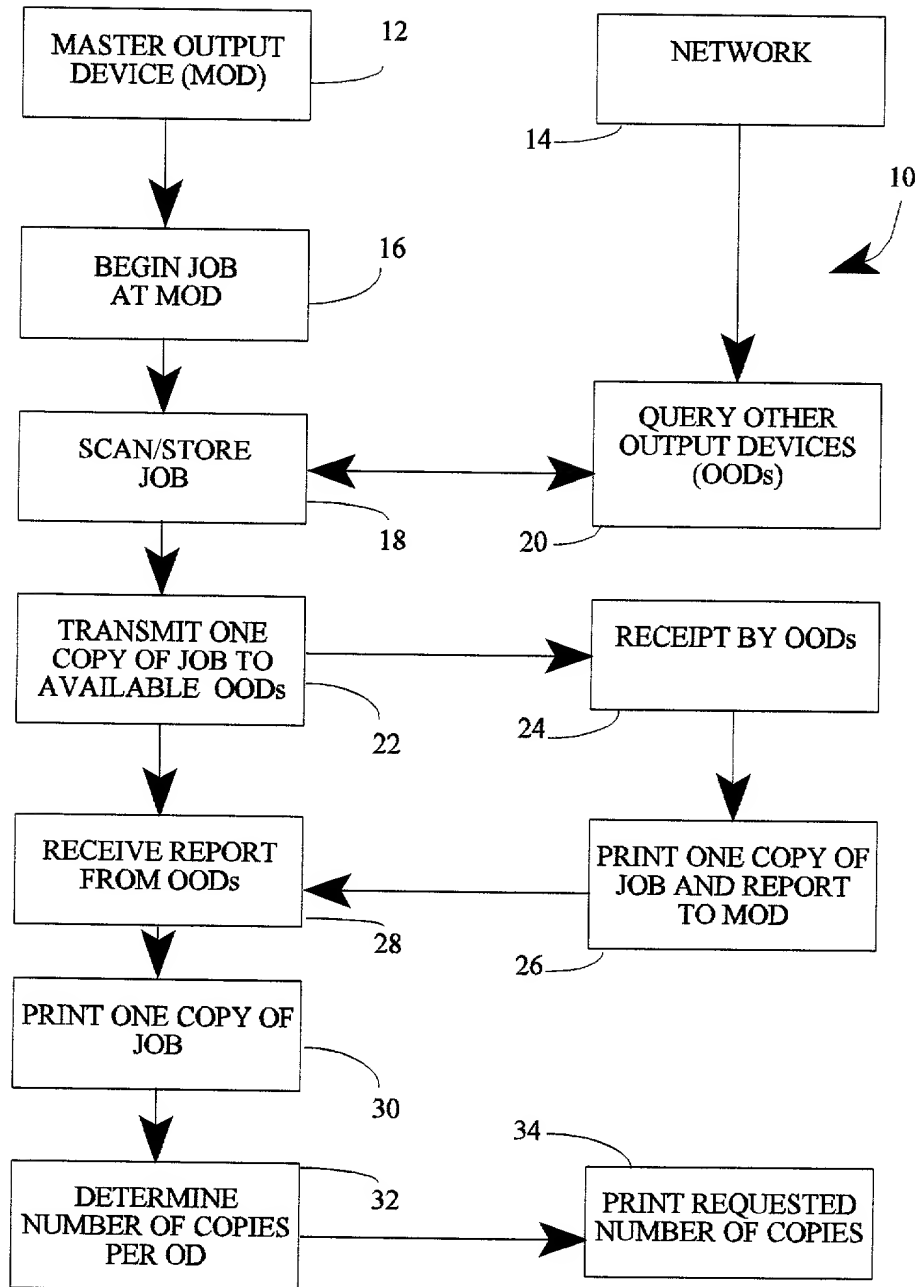 MASTER OUTPUT
DEVICE (MOD)
12
NETWORK
14
10
BEGIN JOB
AT MOD
16
SCAN/STORE
JOB
18
QUERY OTHER
OUTPUT DEVICES
(OODs)
20
TRANSMIT ONE
COPY OF JOB TO
AVAILABLE OODs
22
RECEIPT BY OODs
24
RECEIVE REPORT
FROM OODs
28
PRINT ONE COPY OF
JOB AND REPORT
TO MOD
26
PRINT ONE COPY OF
JOB
30
DETERMINE
NUMBER OF COPIES
PER OD
32
34
PRINT REQUESTED
NUMBER OF COPIES